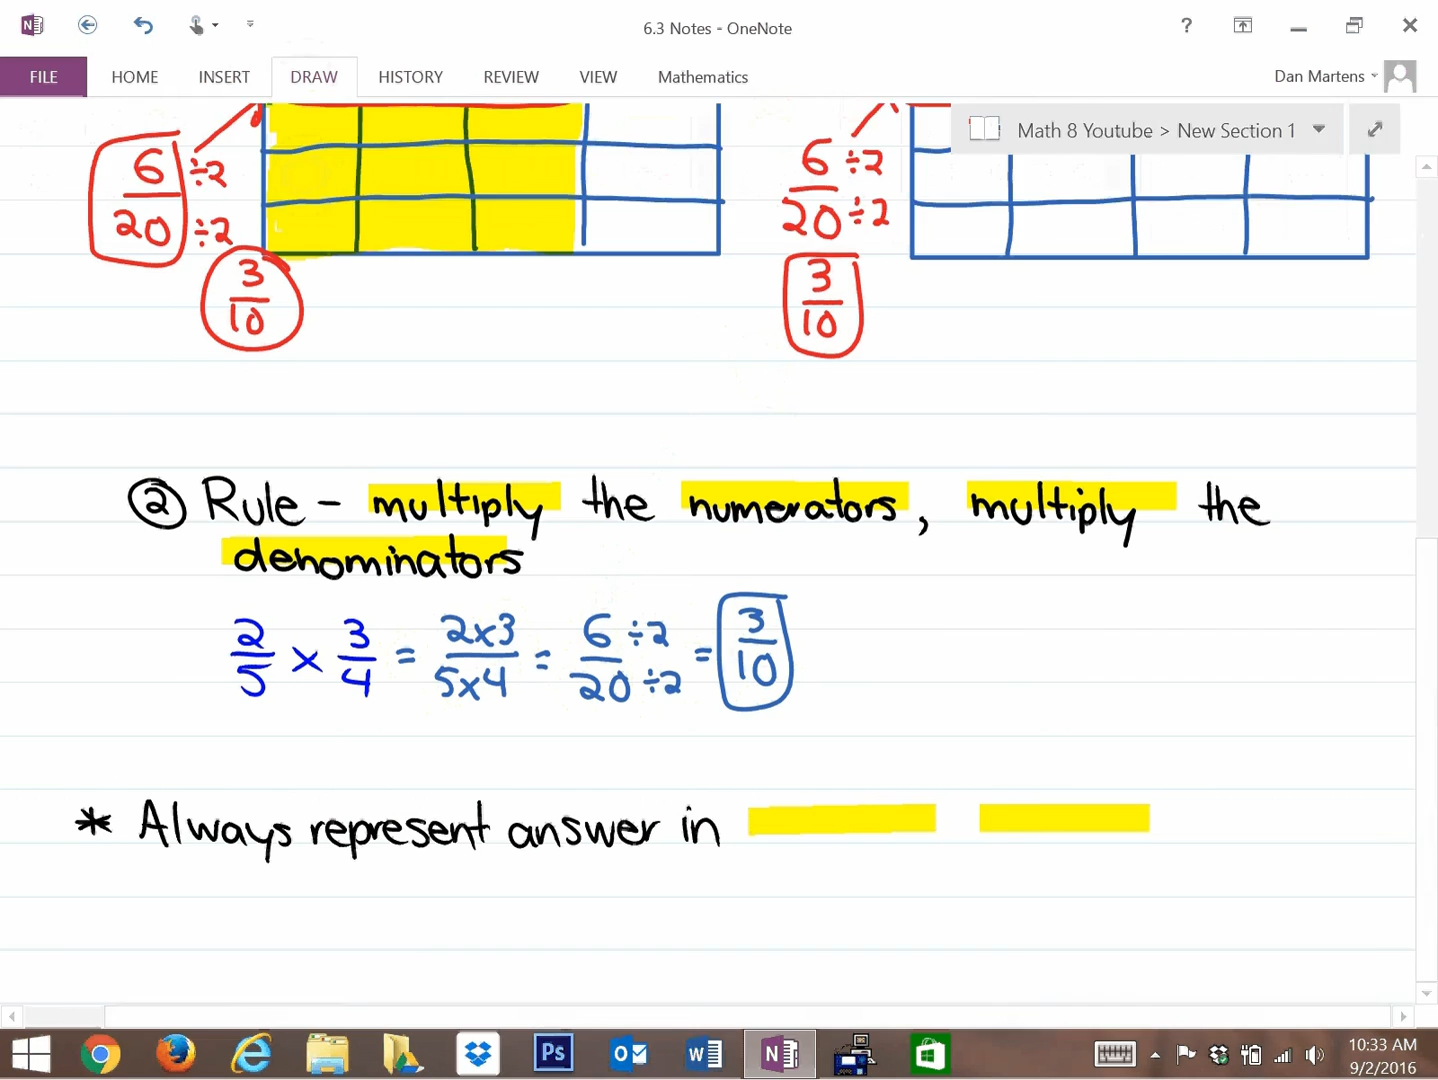 6.3 Notes - OneNote
?
FILE HOME INSERT DRAW HISTORY REVIEW VIEW Mathematics Dan Martens
Math 8 Youtube > New Section 1
6/20 ÷2/÷2
3/10
6/20 ÷2/÷2
3/10
② Rule - multiply the numerators, multiply the
denominators
2/5 × 3/4 = 2x3/5x4 = 6÷2/20÷2 = 3/10
* Always represent answer in
Ps
10:33 AM
9/2/2016